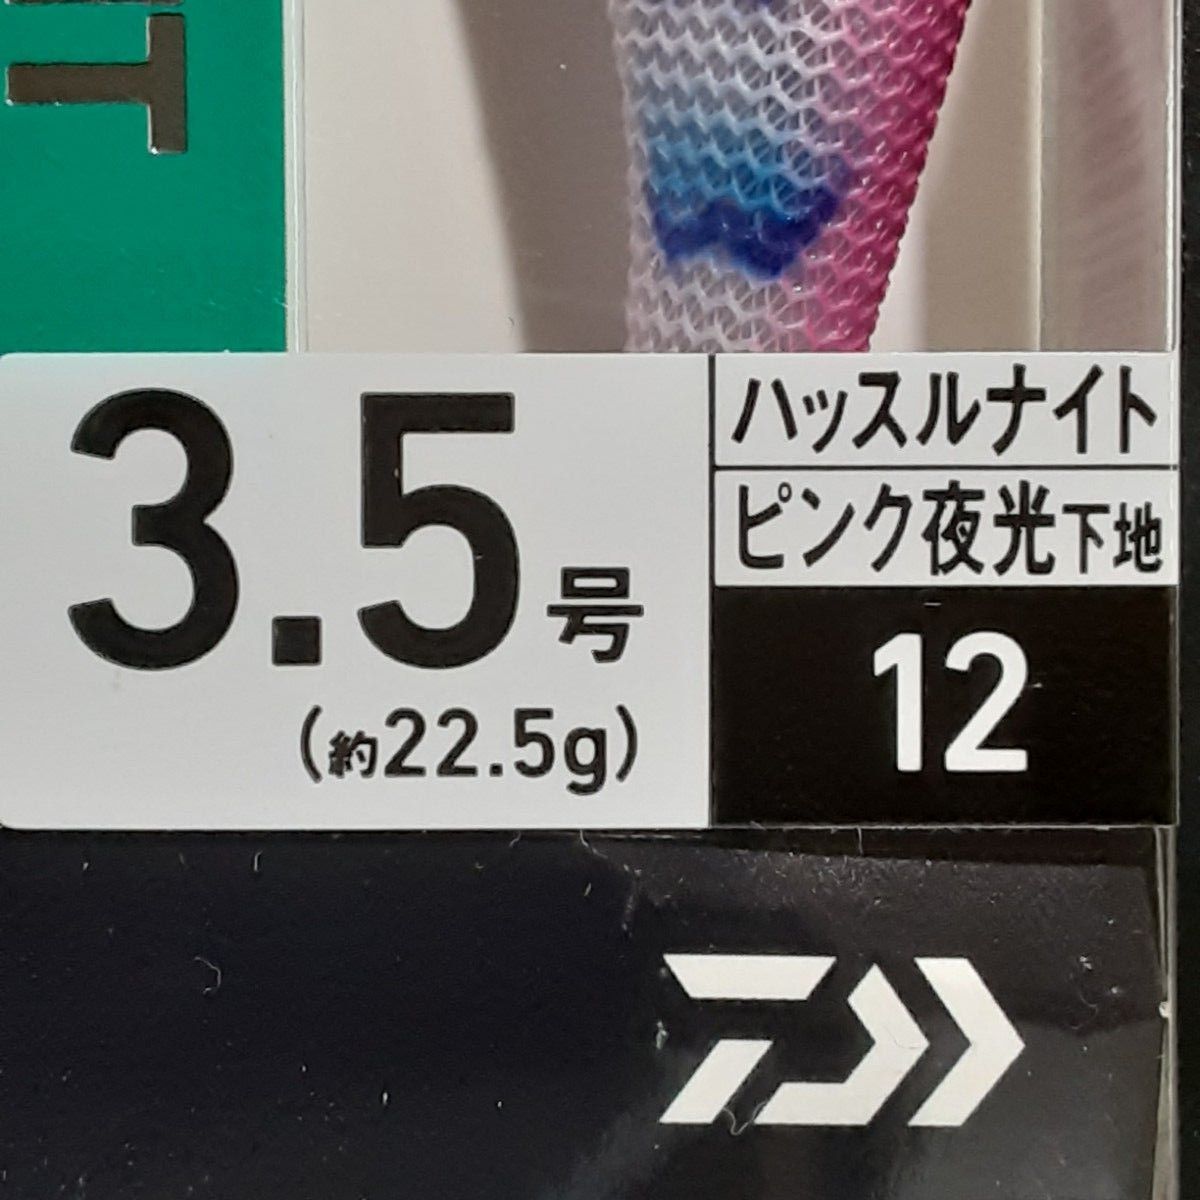 3.5号
(約22.5g)
ハッスルナイト
ピンク夜光下地
12